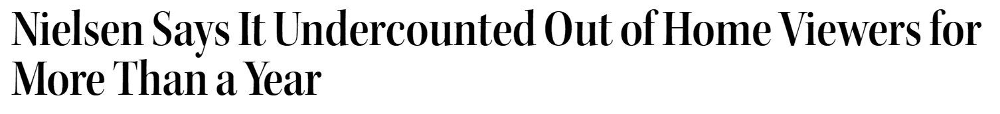 Nielsen Says It Undercounted Out of Home Viewers for
More Than a Year